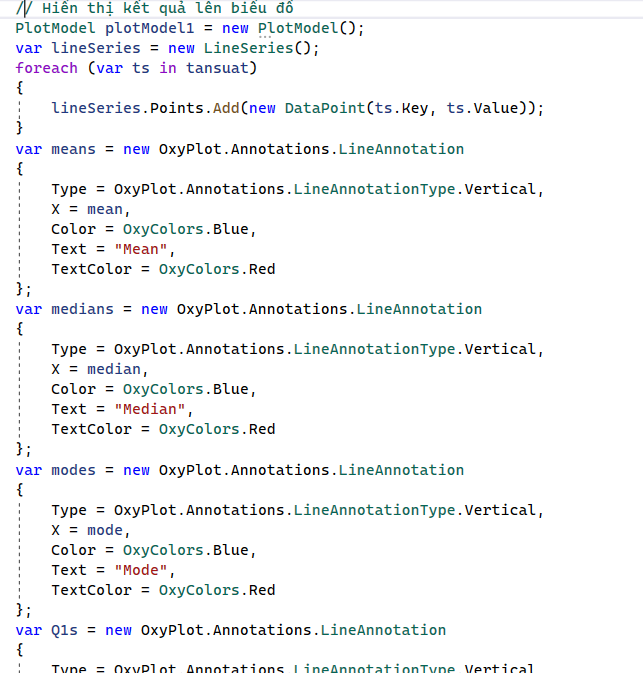 // Hiển thị kết quả lên biểu đồ
PlotModel plotModel1 = new PlotModel();
var lineSeries = new LineSeries();
foreach (var ts in tansuat)
{
    lineSeries.Points.Add(new DataPoint(ts.Key, ts.Value));
}
var means = new OxyPlot.Annotations.LineAnnotation
{
    Type = OxyPlot.Annotations.LineAnnotationType.Vertical,
    X = mean,
    Color = OxyColors.Blue,
    Text = "Mean",
    TextColor = OxyColors.Red
};
var medians = new OxyPlot.Annotations.LineAnnotation
{
    Type = OxyPlot.Annotations.LineAnnotationType.Vertical,
    X = median,
    Color = OxyColors.Blue,
    Text = "Median",
    TextColor = OxyColors.Red
};
var modes = new OxyPlot.Annotations.LineAnnotation
{
    Type = OxyPlot.Annotations.LineAnnotationType.Vertical,
    X = mode,
    Color = OxyColors.Blue,
    Text = "Mode",
    TextColor = OxyColors.Red
};
var Q1s = new OxyPlot.Annotations.LineAnnotation
{
    Type = OxyPlot.Annotations.LineAnnotationType.Vertical